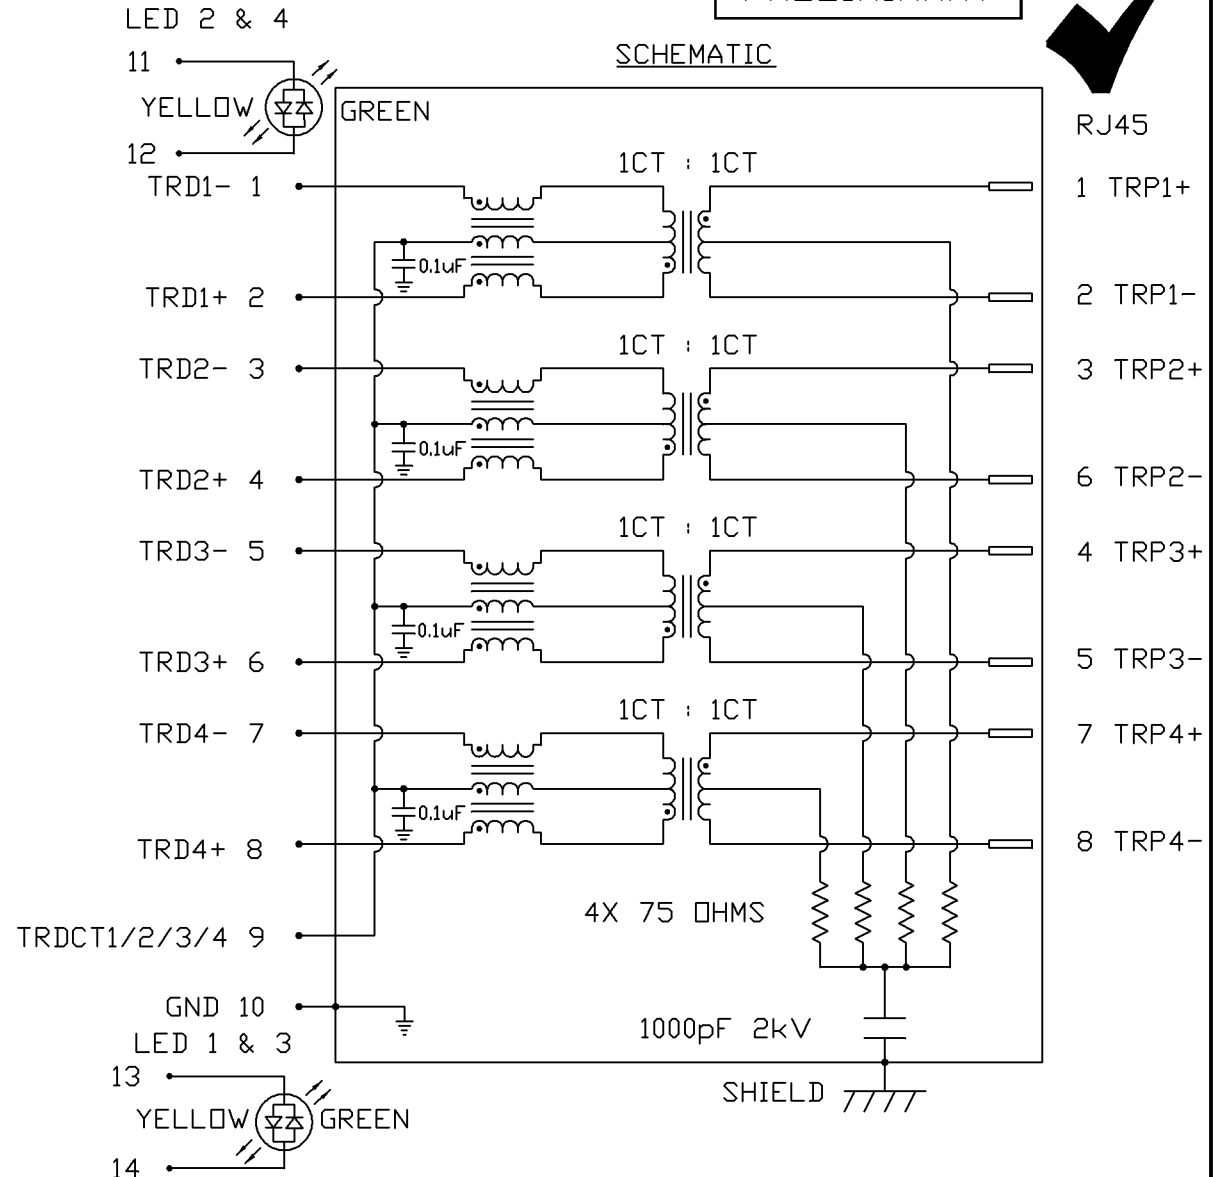 LED 2 & 4
SCHEMATIC
11
YELLOW
GREEN
12
RJ45
1CT : 1CT
TRD1- 1
1 TRP1+
0.1uF
TRD1+ 2
2 TRP1-
1CT : 1CT
TRD2- 3
3 TRP2+
0.1uF
TRD2+ 4
6 TRP2-
1CT : 1CT
TRD3- 5
4 TRP3+
0.1uF
TRD3+ 6
5 TRP3-
1CT : 1CT
TRD4- 7
7 TRP4+
0.1uF
TRD4+ 8
8 TRP4-
4X 75 OHMS
TRDCT1/2/3/4 9
GND 10
1000pF 2kV
LED 1 & 3
13
SHIELD
YELLOW
GREEN
14